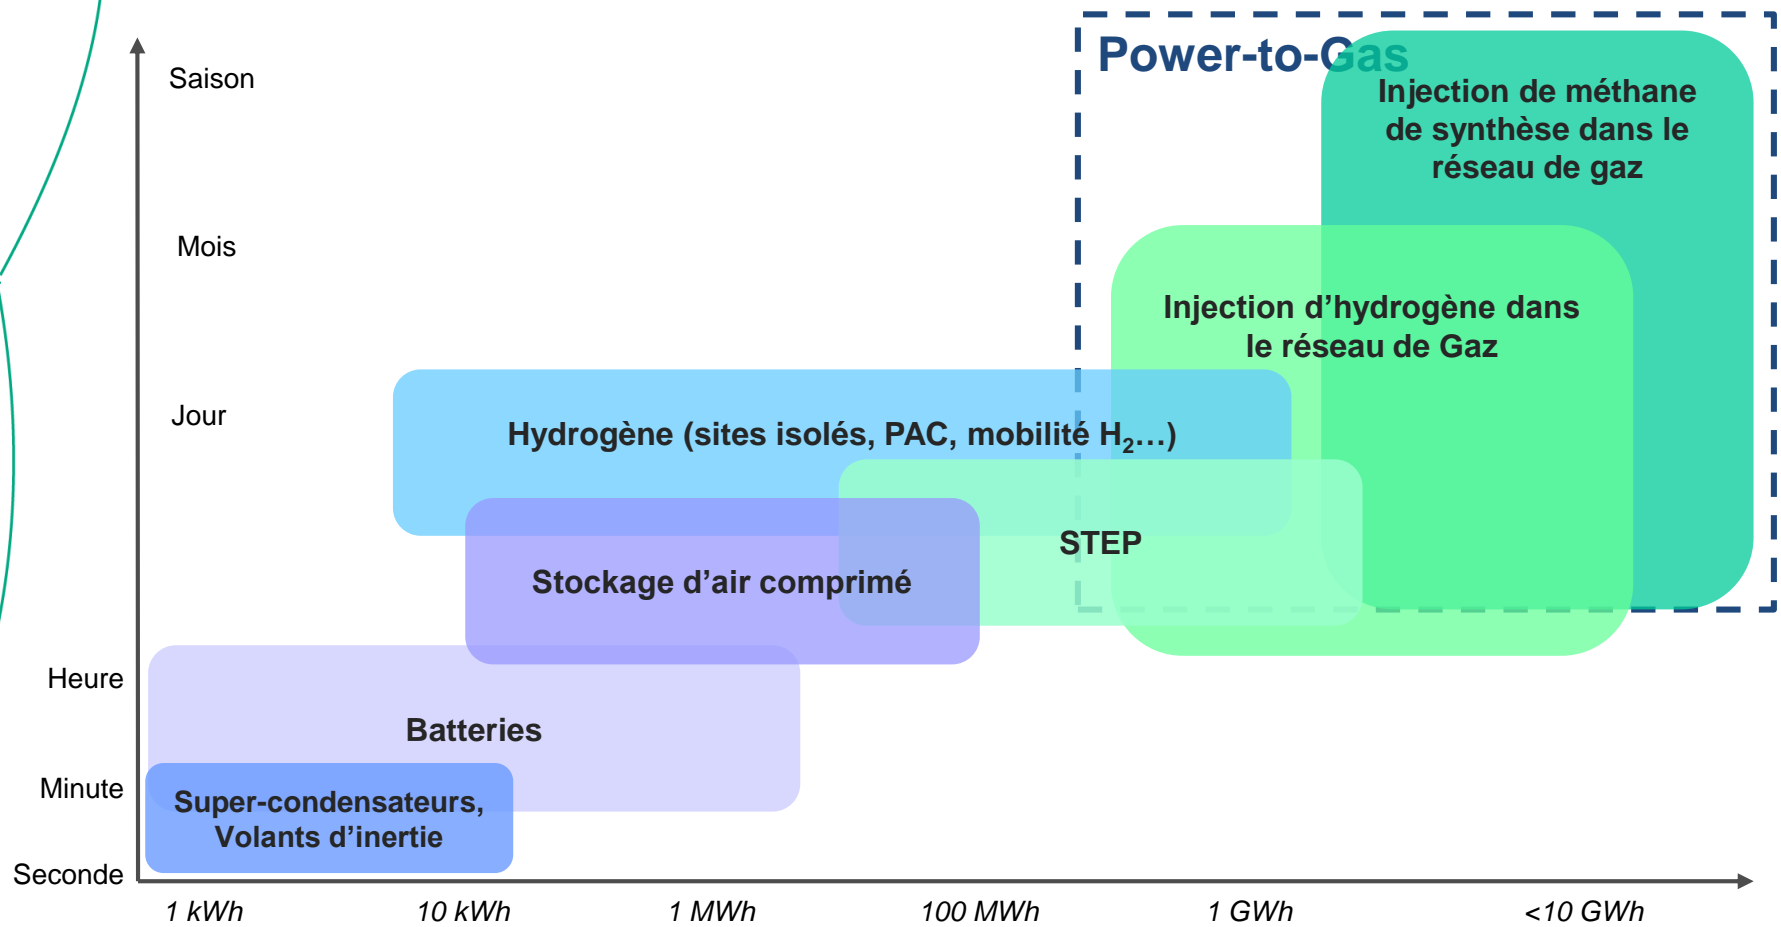 Power-to-Gas
Saison
Injection de méthane
de synthèse dans le
réseau de gaz
Mois
Injection d’hydrogène dans
le réseau de Gaz
Jour
Hydrogène (sites isolés, PAC, mobilité H₂…)
STEP
Stockage d’air comprimé
Heure
Batteries
Minute
Super-condensateurs,
Volants d’inertie
Seconde
1 kWh 10 kWh 1 MWh 100 MWh 1 GWh <10 GWh